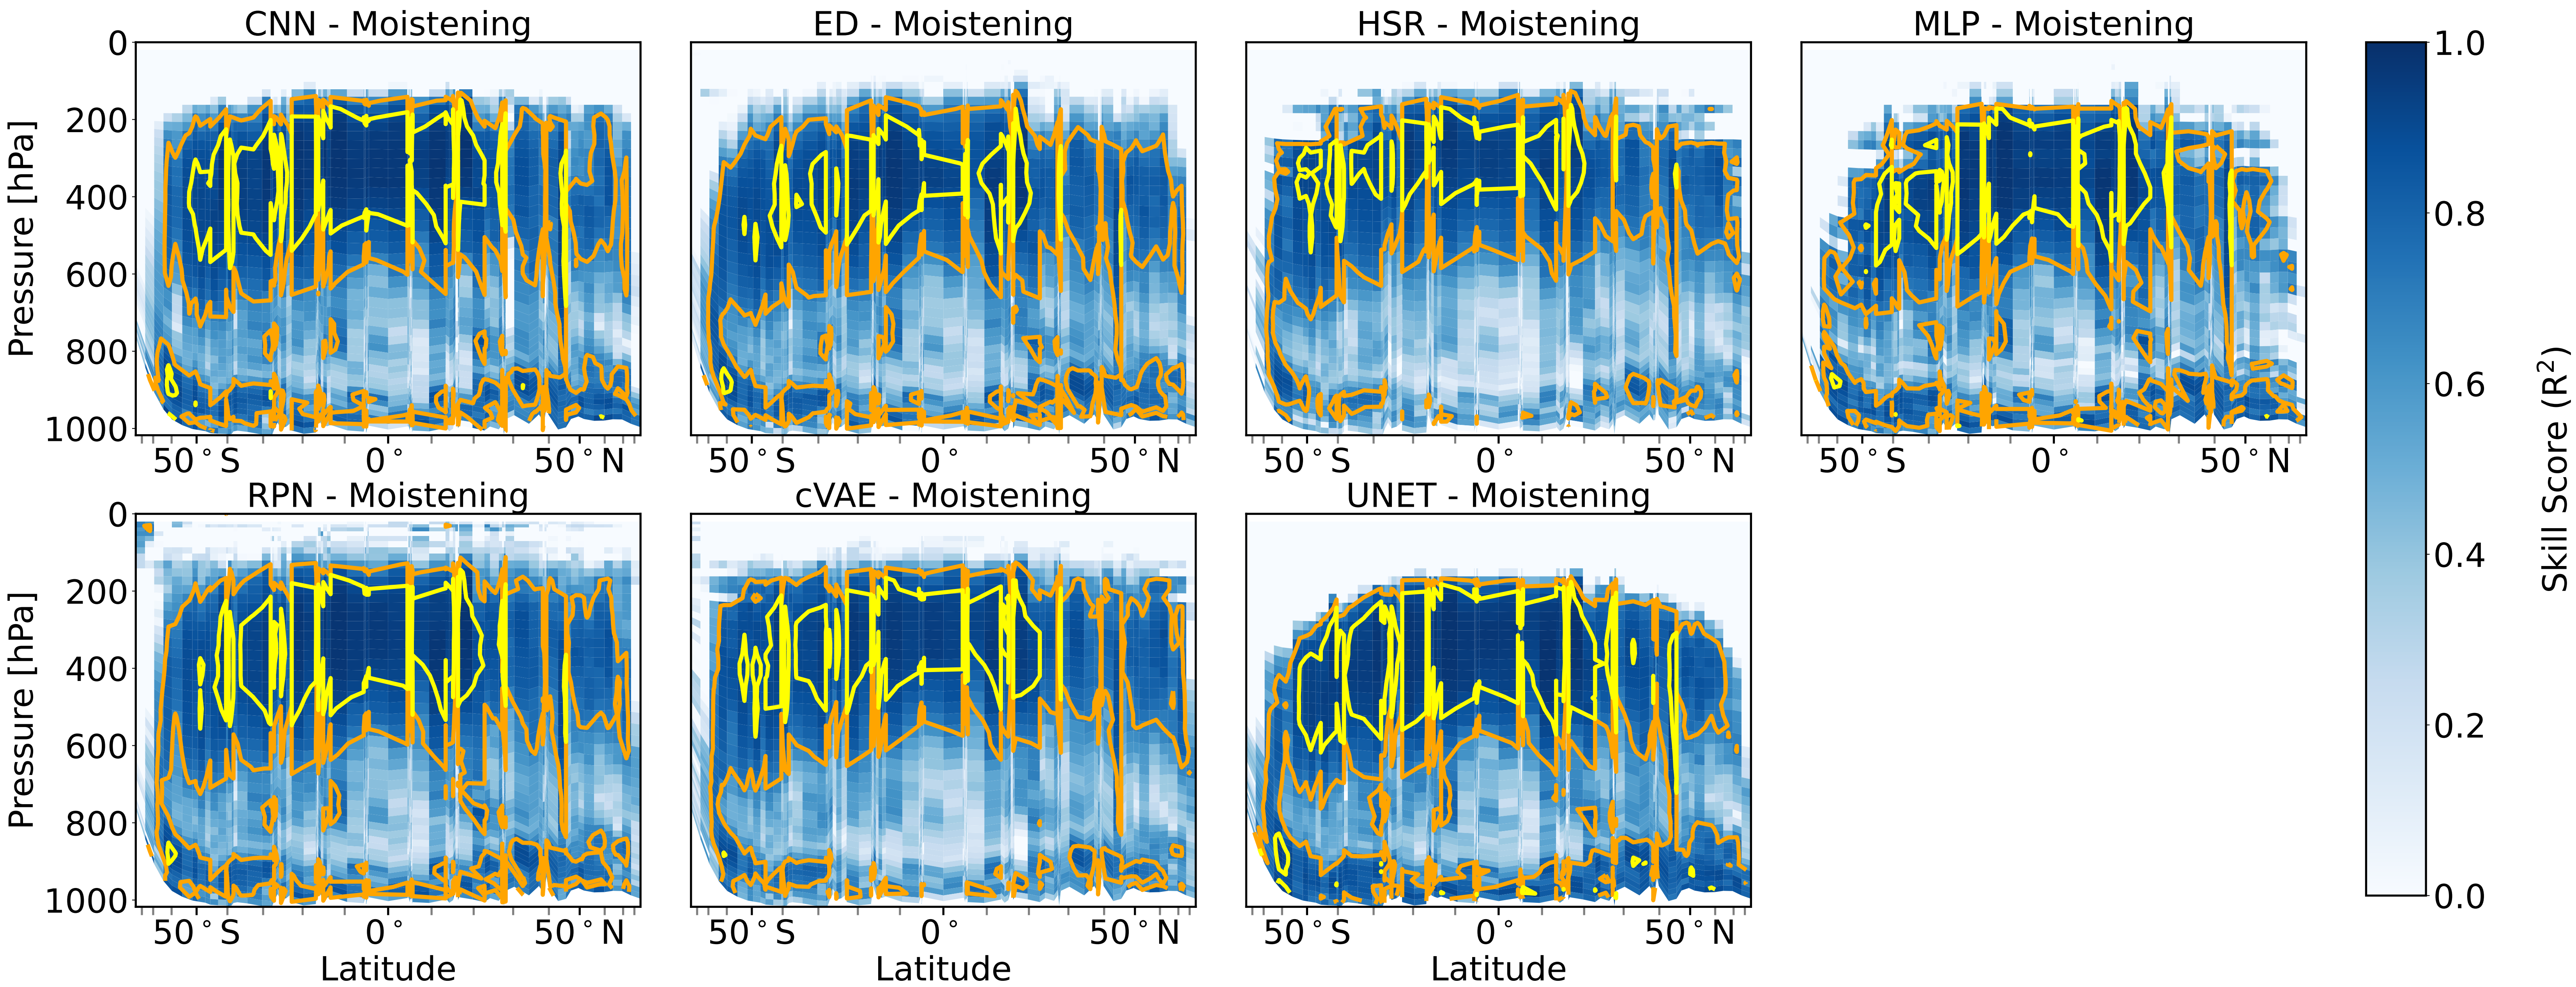 CNN - Moistening
ED - Moistening
HSR - Moistening
MLP - Moistening
Pressure [hPa]
0
200
400
600
800
1000
50°S
0°
50°N
50°S
0°
50°N
50°S
0°
50°N
50°S
0°
50°N
RPN - Moistening
cVAE - Moistening
UNET - Moistening
Pressure [hPa]
0
200
400
600
800
1000
50°S
0°
50°N
50°S
0°
50°N
50°S
0°
50°N
Latitude
Latitude
Latitude
1.0
0.8
0.6
0.4
0.2
0.0
Skill Score (R²)